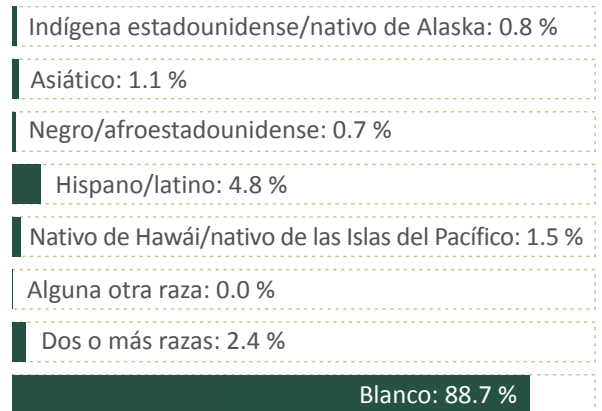 Indígena estadounidense/nativo de Alaska: 0.8 %
Asiático: 1.1 %
Negro/afroestadounidense: 0.7 %
Hispano/latino: 4.8 %
Nativo de Hawái/nativo de las Islas del Pacífico: 1.5 %
Alguna otra raza: 0.0 %
Dos o más razas: 2.4 %
Blanco: 88.7 %